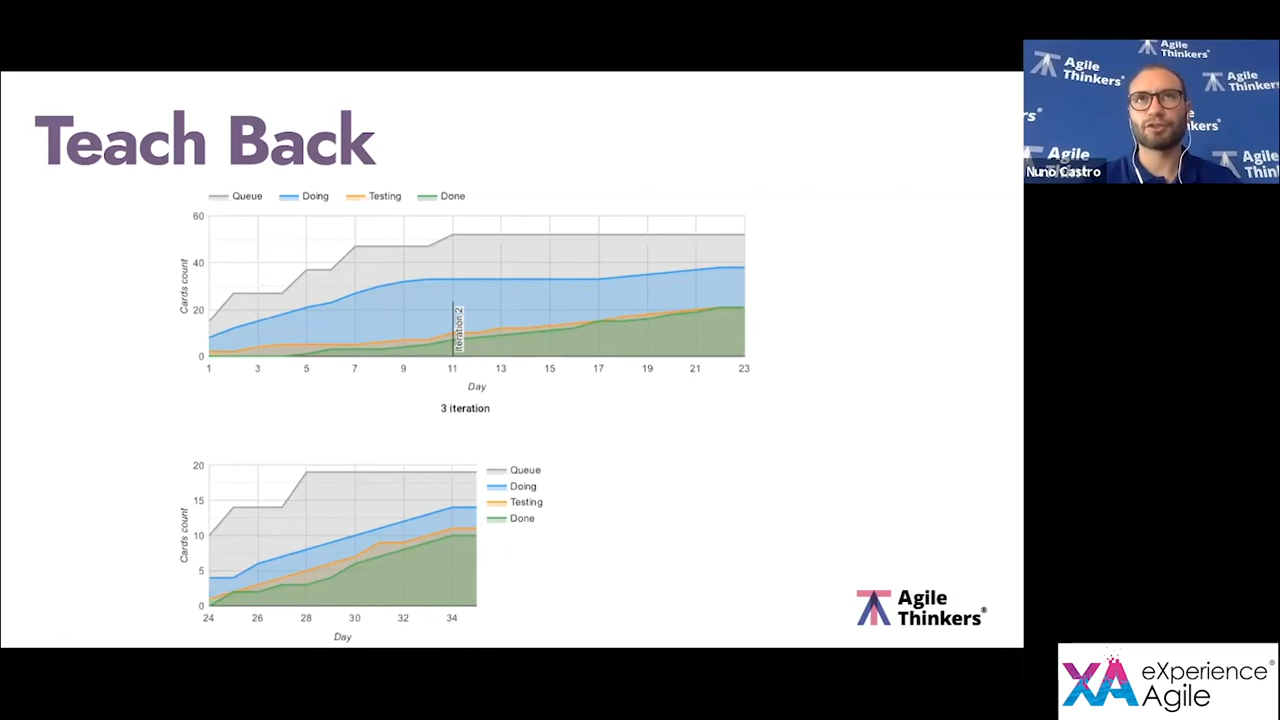 Teach Back
Queue Doing Testing Done
60
40
20
0
Cards count
Iteration 2
1 3 5 7 9 11 13 15 17 19 21 23
Day
3 iteration
20
15
10
5
0
Cards count
24 26 28 30 32 34
Day
Queue
Doing
Testing
Done
Agile
Thinkers®
Agile
Thinkers®
Agile
Thinkers®
Agile
Thinkers
Agile
Agile
Nuno Castro
eXperience®
Agile
XA